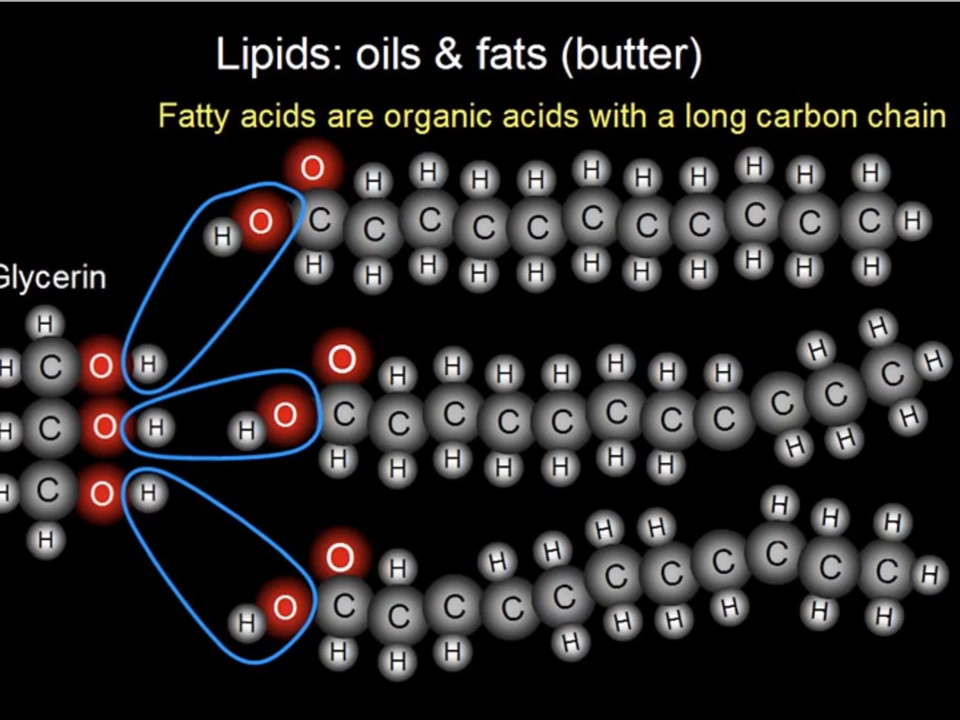 Lipids: oils & fats (butter)
Fatty acids are organic acids with a long carbon chain
O H H H H H H H H H H
H O C C C C C C C C C C C H
H H H H H H H H H H H
Glycerin
H
H C O H
H C O H
H C O H
H
O H H H H H H H H H
H O C C C C C C C C C C C H
H H H H H H H H H H
O H H H H H H H H
H O C C C C C C C C C C C H
H H H H H H H H H